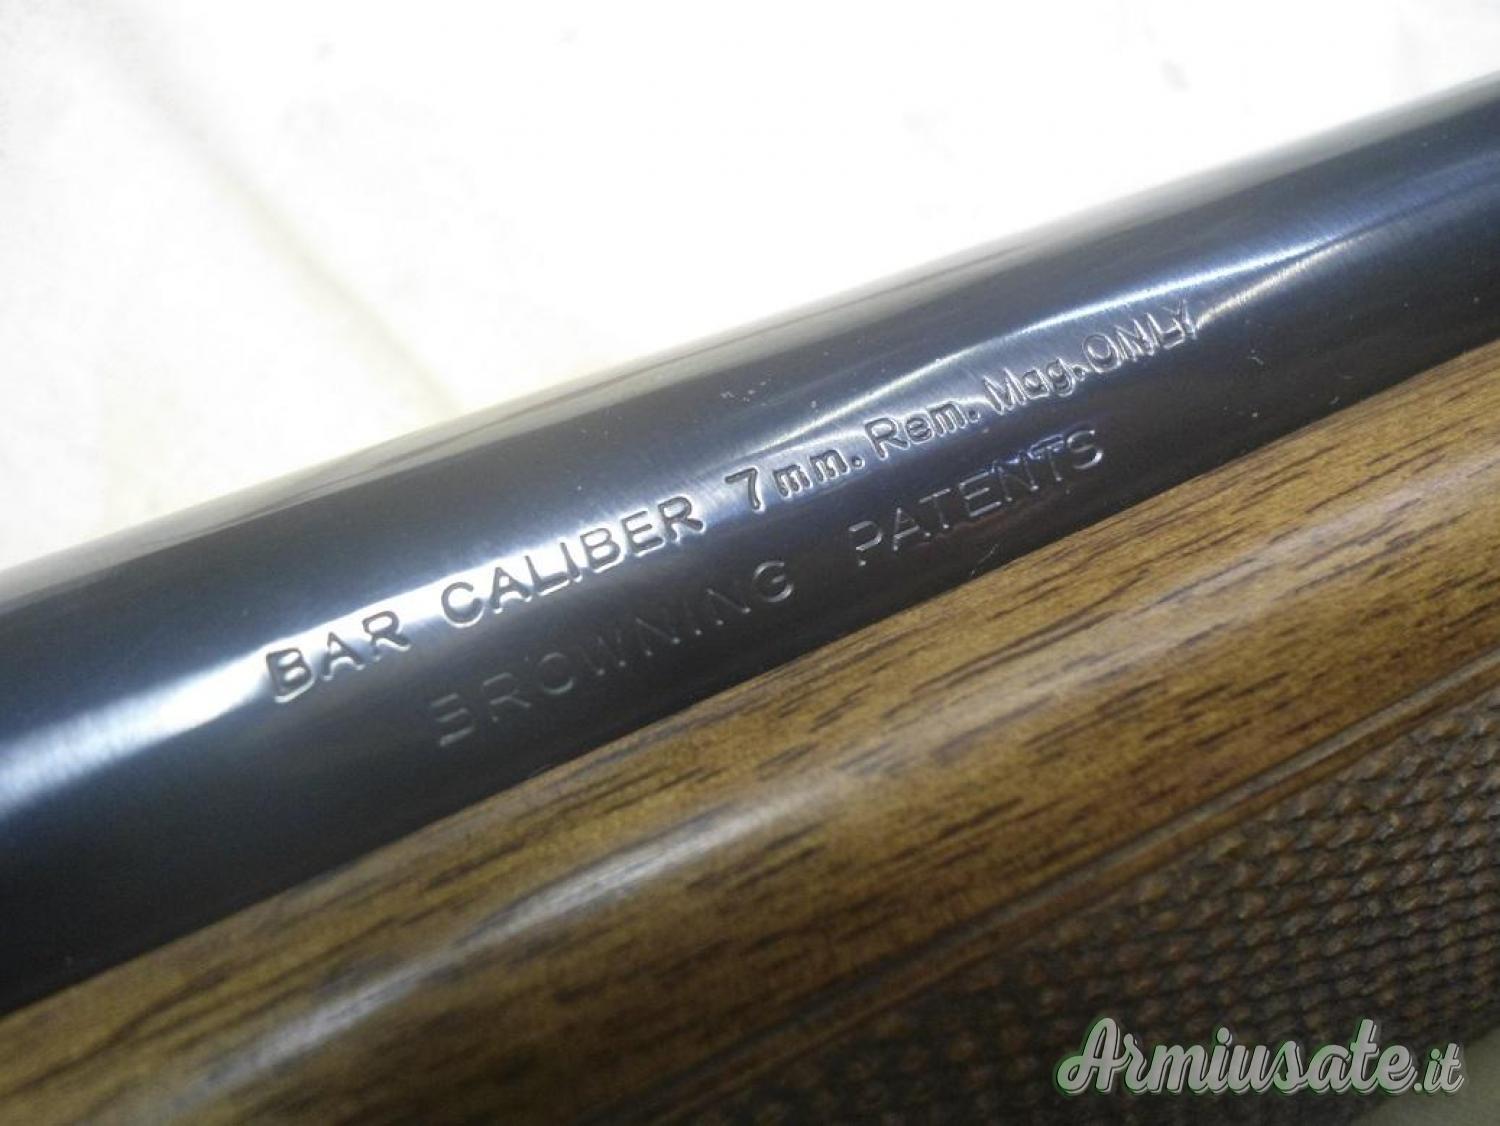 BAR CALIBER 7mm. Rem. Mag. ONLY
BROWNING PATENTS
Armiusate.it